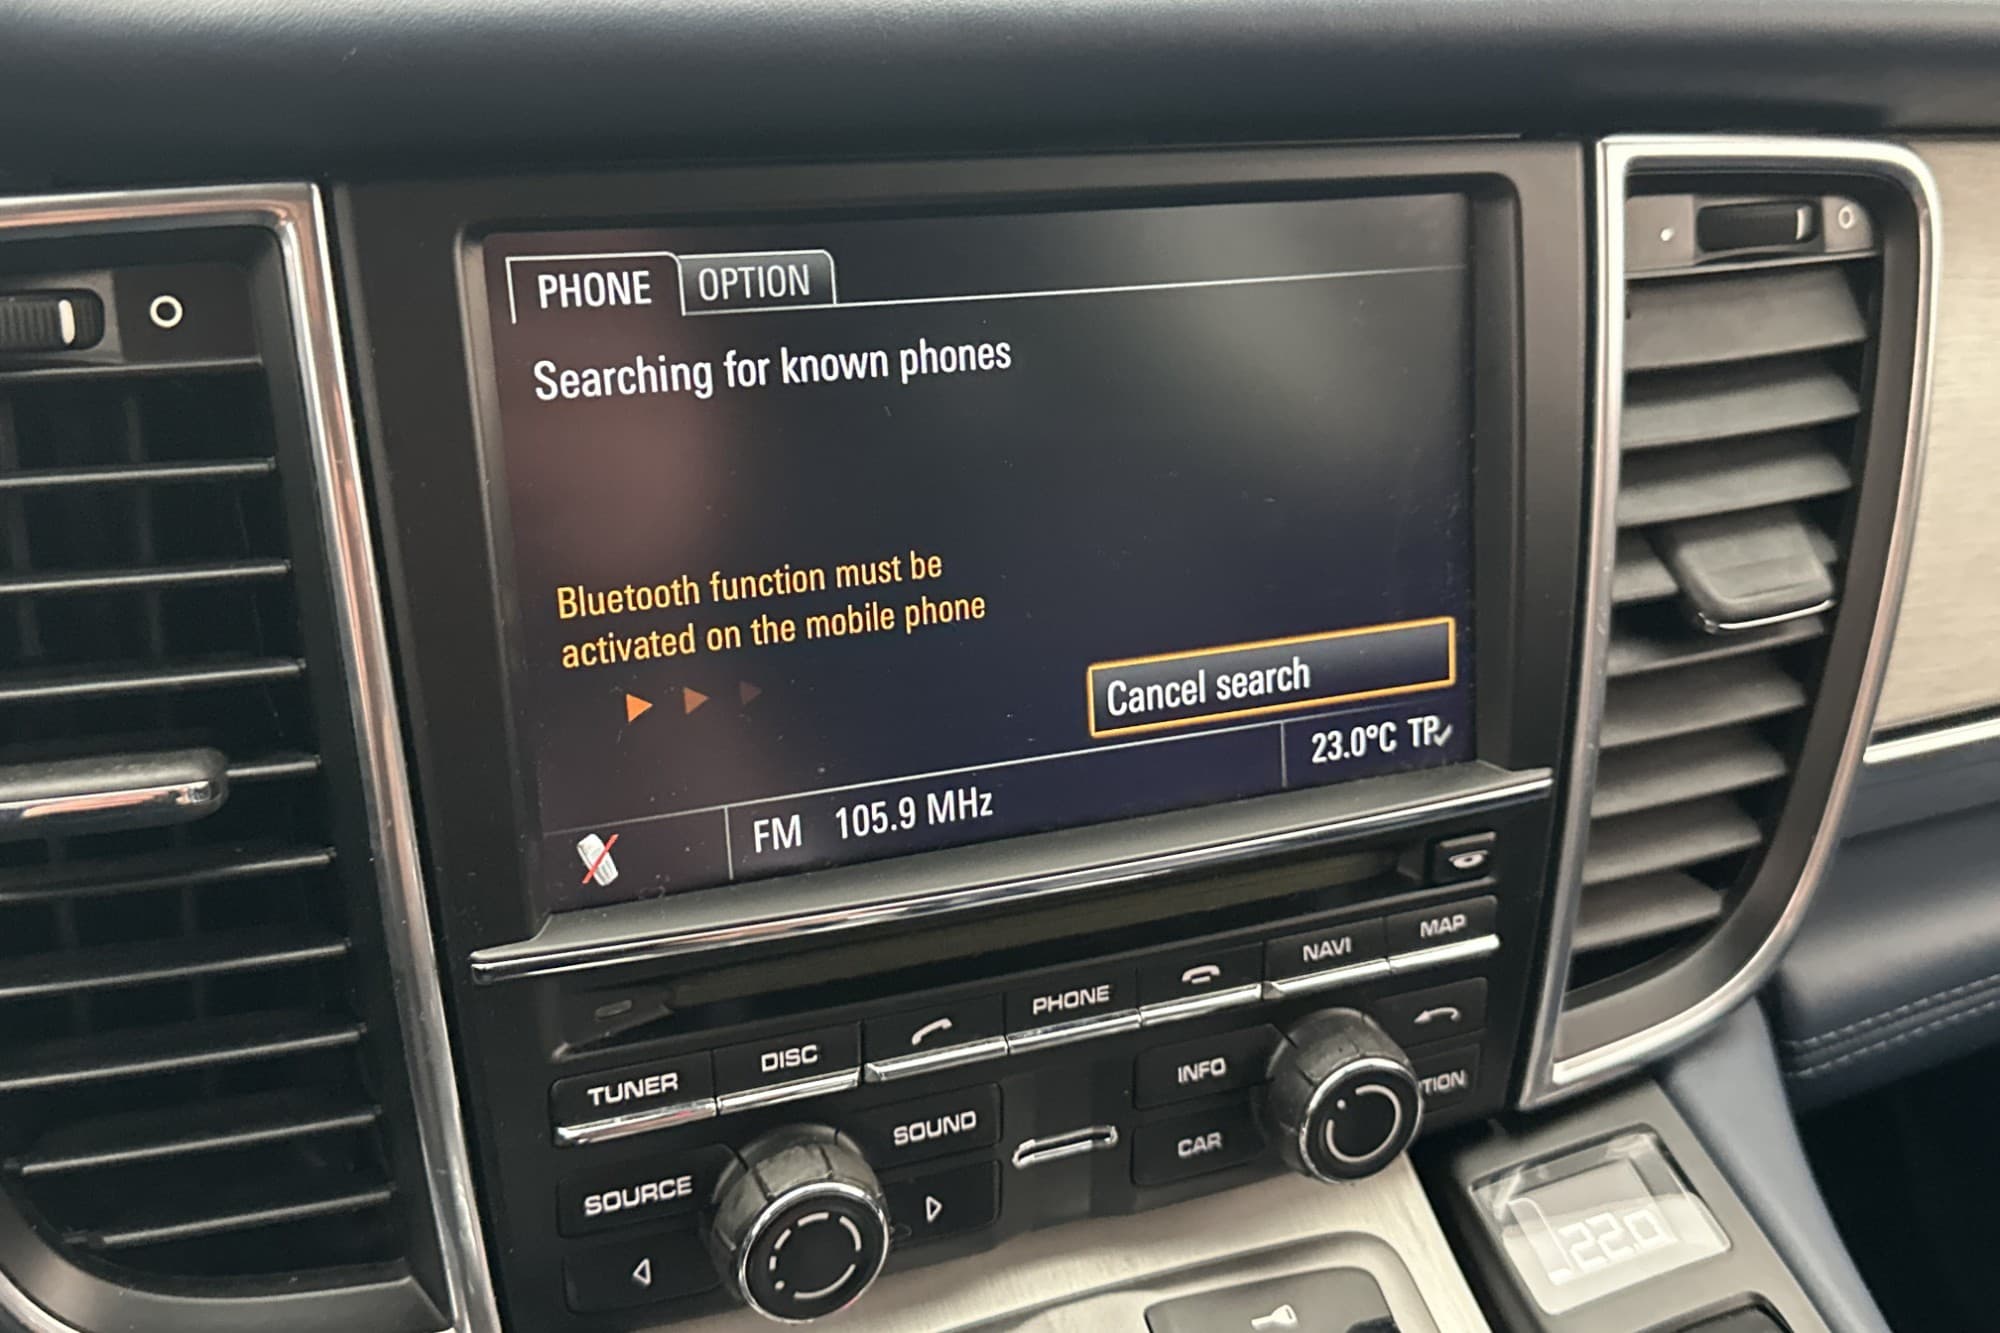 PHONE OPTION
Searching for known phones
Bluetooth function must be
activated on the mobile phone
Cancel search
23.0°C TP
FM 105.9 MHz
TUNER DISC PHONE NAVI MAP
SOURCE SOUND INFO TION
CAR
22.0